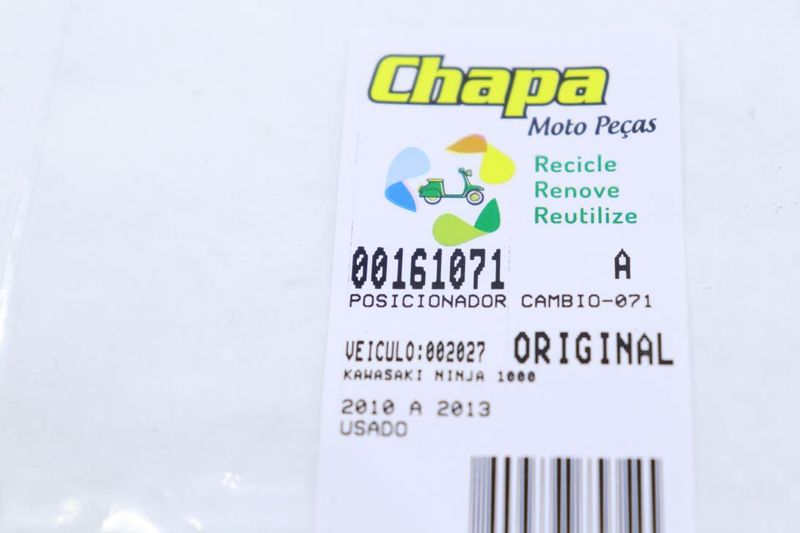 Chapa
Moto Peças
Recicle
Renove
Reutilize
00161071 A
POSICIONADOR CAMBIO-071
VEICULO:002027 ORIGINAL
KAWASAKI NINJA 1000
2010 A 2013
USADO